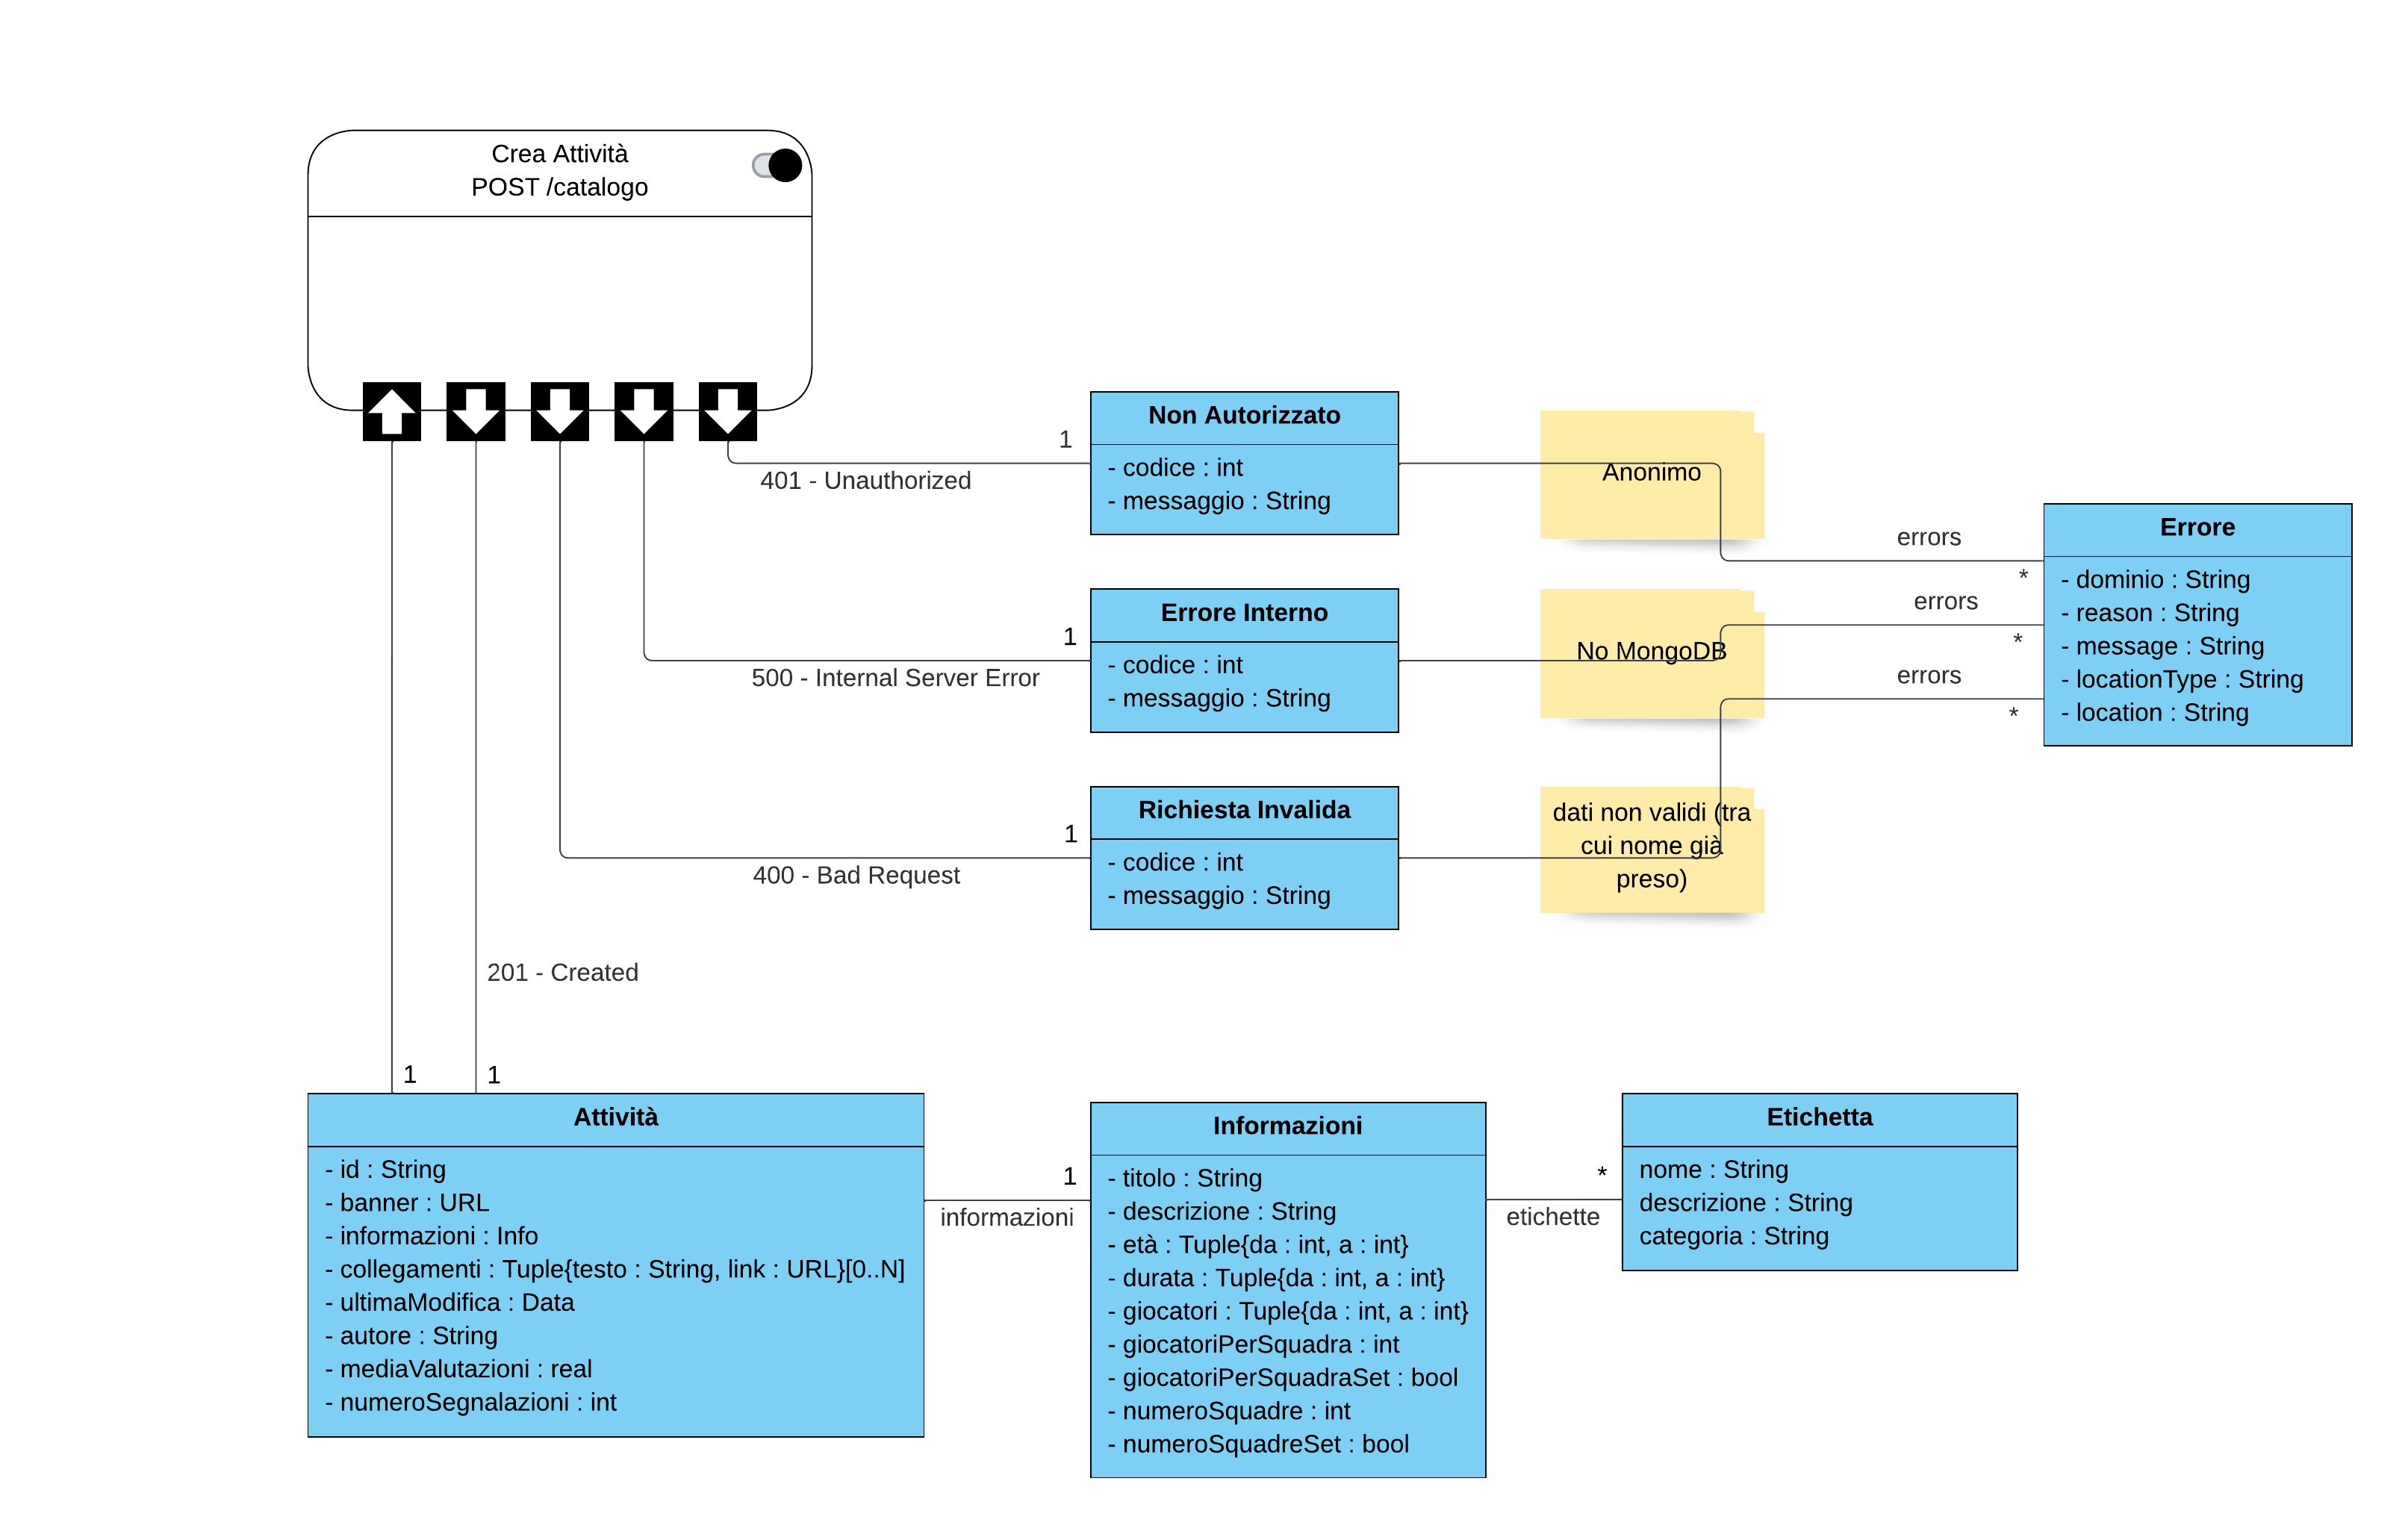 Crea Attività
POST /catalogo
401 - Unauthorized
1
Non Autorizzato
- codice : int
- messaggio : String
Anonimo
errors
*
Errore
- dominio : String
- reason : String
- message : String
- locationType : String
- location : String
500 - Internal Server Error
1
Errore Interno
- codice : int
- messaggio : String
No MongoDB
errors
*
400 - Bad Request
1
Richiesta Invalida
- codice : int
- messaggio : String
dati non validi (tra
cui nome già
preso)
errors
*
201 - Created
1
1
Attività
- id : String
- banner : URL
- informazioni : Info
- collegamenti : Tuple{testo : String, link : URL}[0..N]
- ultimaModifica : Data
- autore : String
- mediaValutazioni : real
- numeroSegnalazioni : int
1
informazioni
Informazioni
- titolo : String
- descrizione : String
- età : Tuple{da : int, a : int}
- durata : Tuple{da : int, a : int}
- giocatori : Tuple{da : int, a : int}
- giocatoriPerSquadra : int
- giocatoriPerSquadraSet : bool
- numeroSquadre : int
- numeroSquadreSet : bool
*
etichette
Etichetta
nome : String
descrizione : String
categoria : String